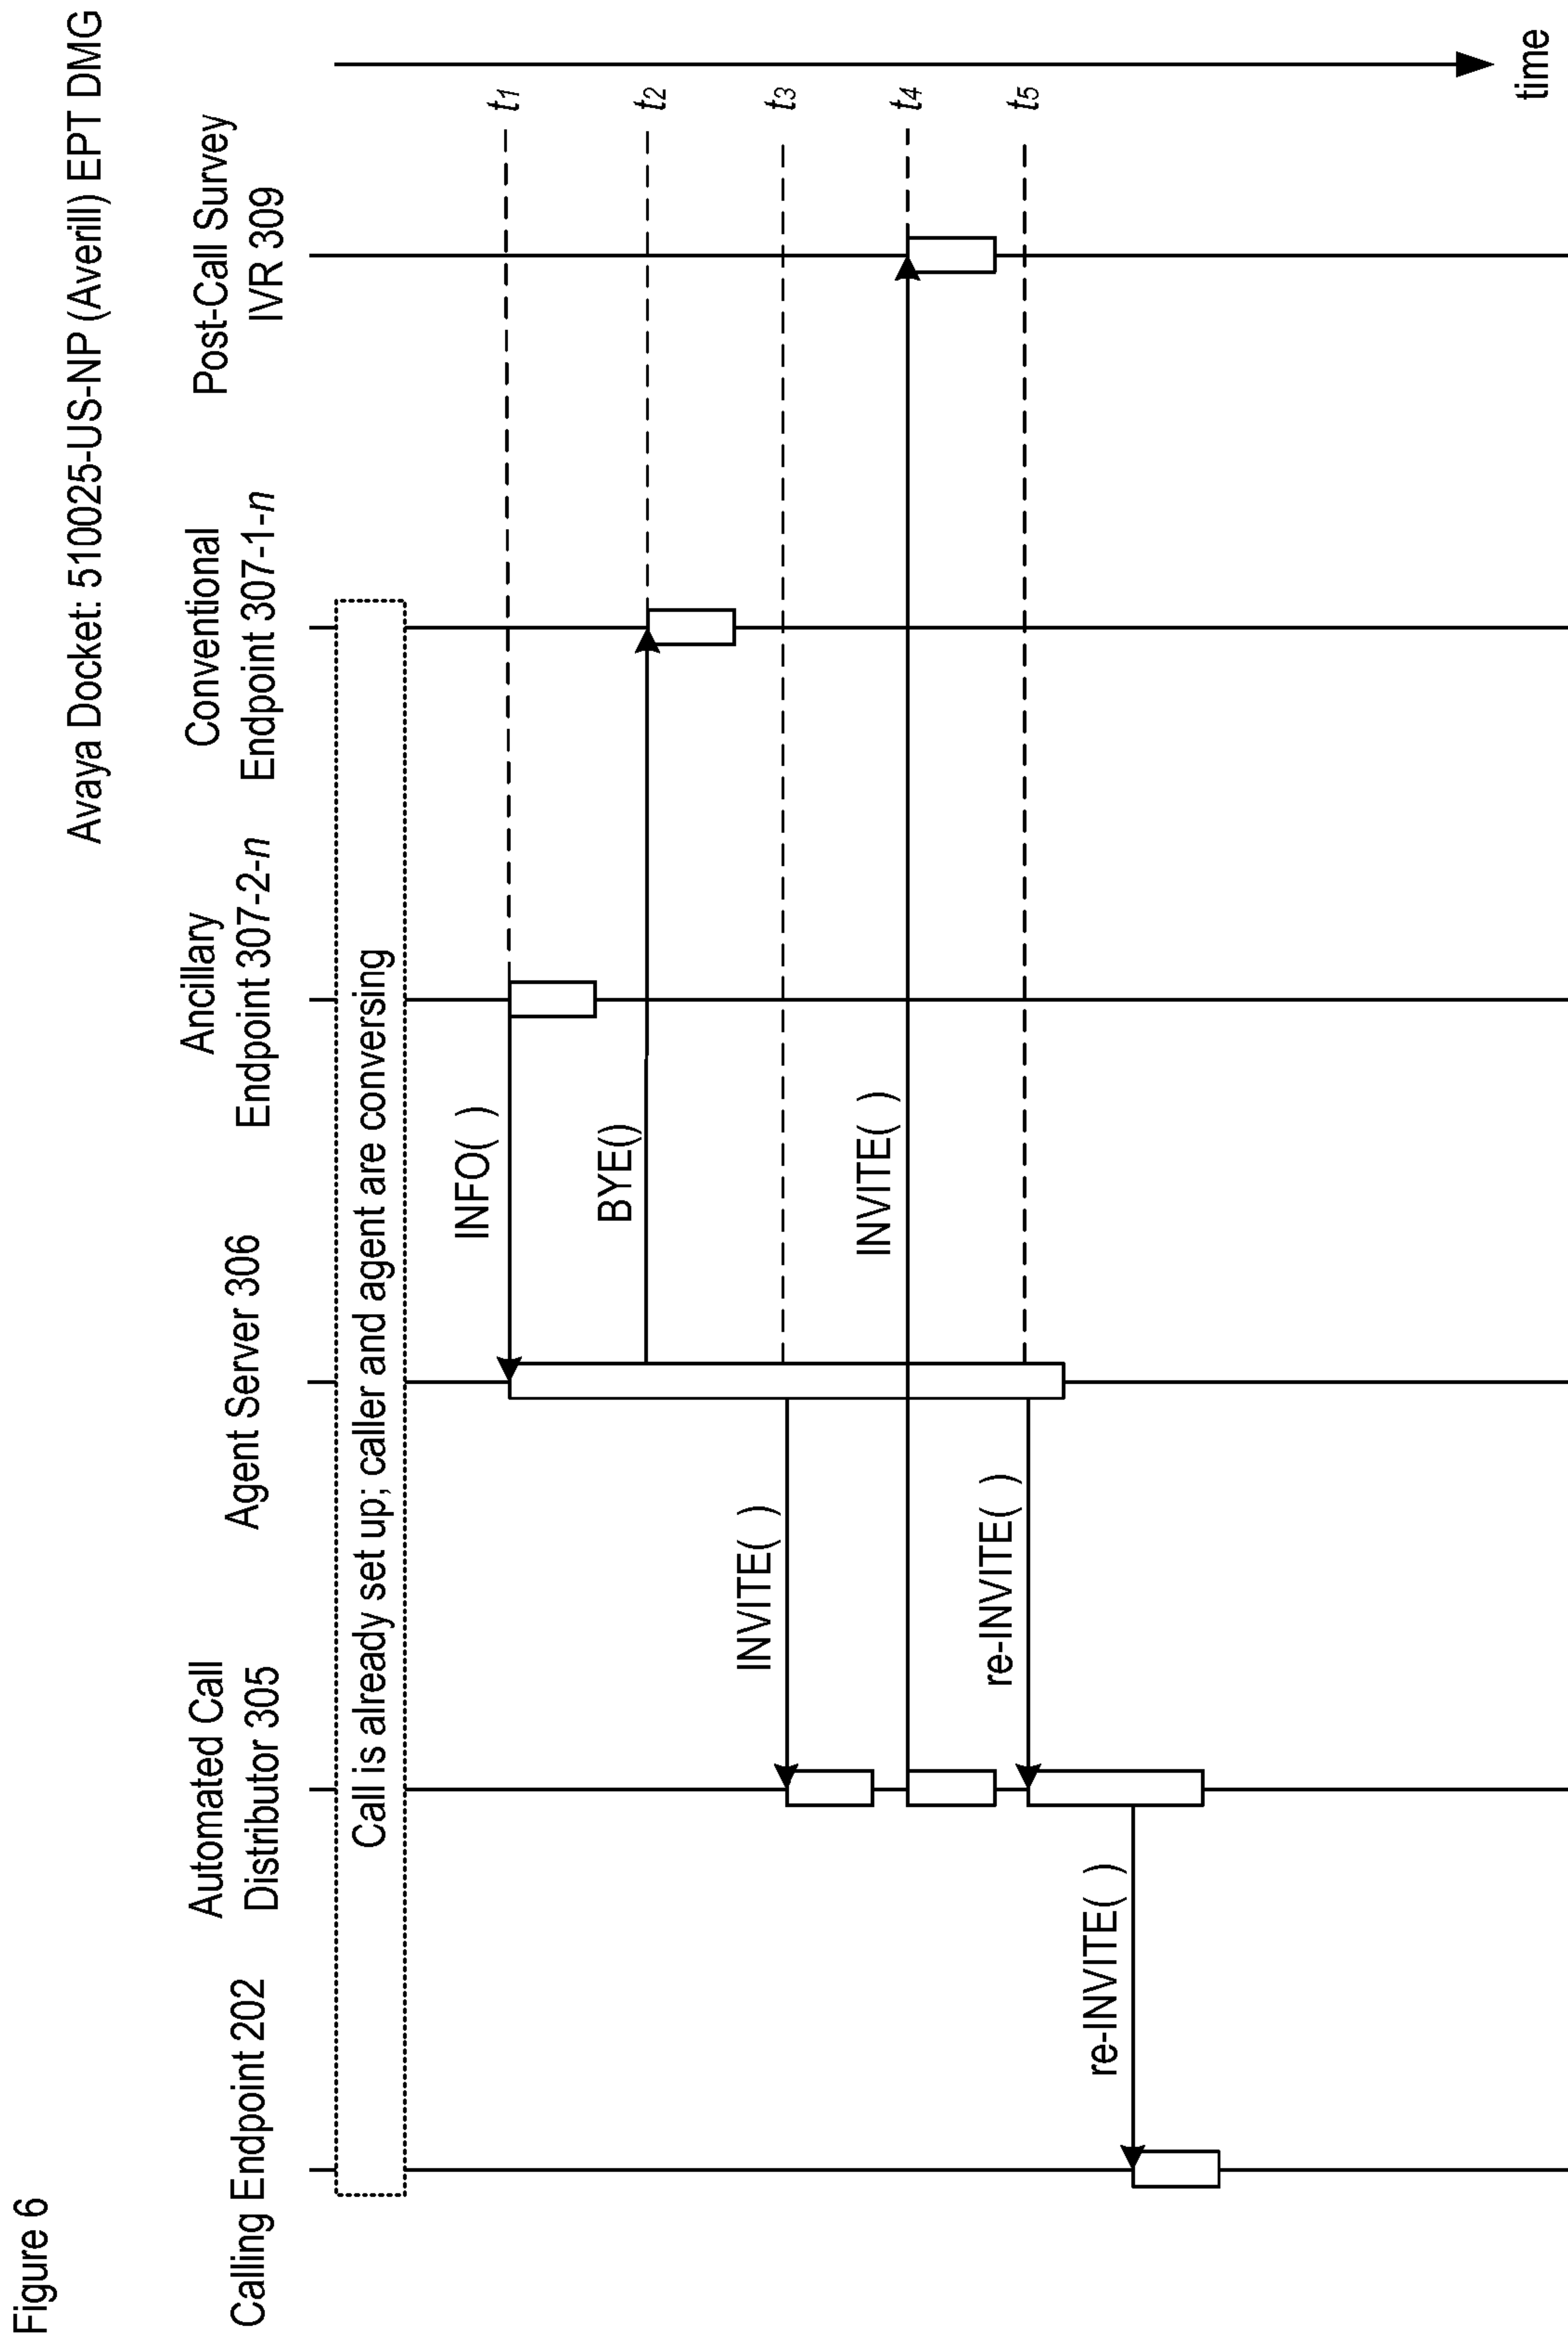 Avaya Docket: 510025-US-NP (Averill) EPT DMG
Figure 6
Calling Endpoint 202
Automated Call
Distributor 305
Agent Server 306
Ancillary
Endpoint 307-2-n
Conventional
Endpoint 307-1-n
Post-Call Survey
IVR 309
Call is already set up; caller and agent are conversing
INFO( )
t1
BYE()
t2
INVITE( )
t3
INVITE( )
t4
re-INVITE( )
t5
re-INVITE( )
time